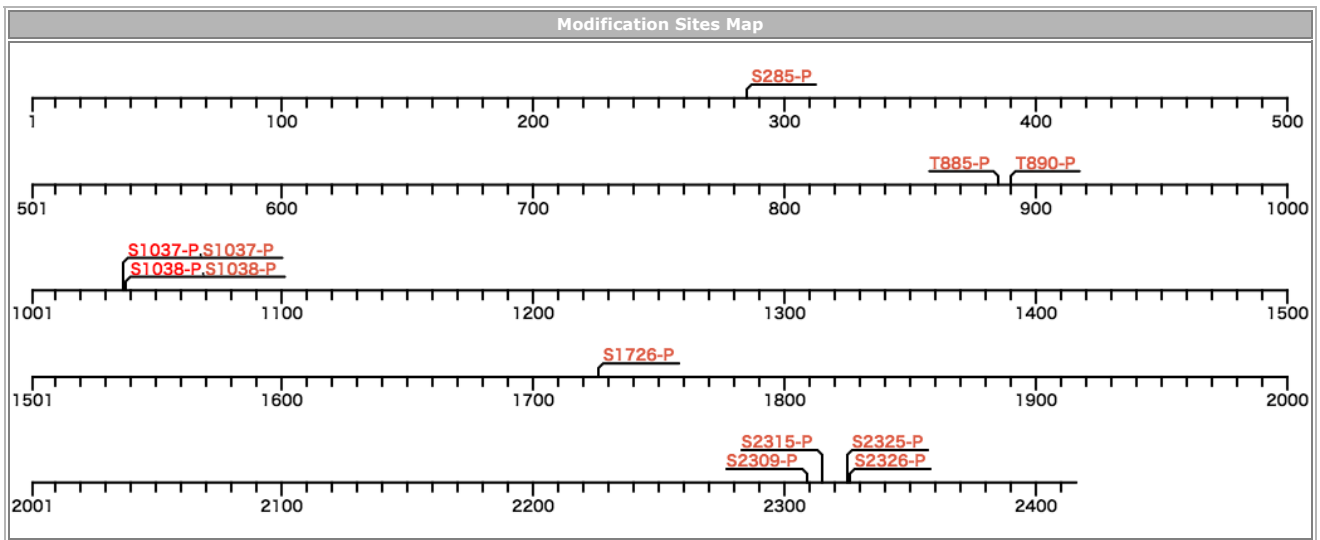 Modification Sites Map
S285-P
1 100 200 300 400 500
T885-P T890-P
501 600 700 800 900 1000
S1037-P,S1037-P
S1038-P,S1038-P
1001 1100 1200 1300 1400 1500
S1726-P
1501 1600 1700 1800 1900 2000
S2315-P S2325-P
S2309-P S2326-P
2001 2100 2200 2300 2400